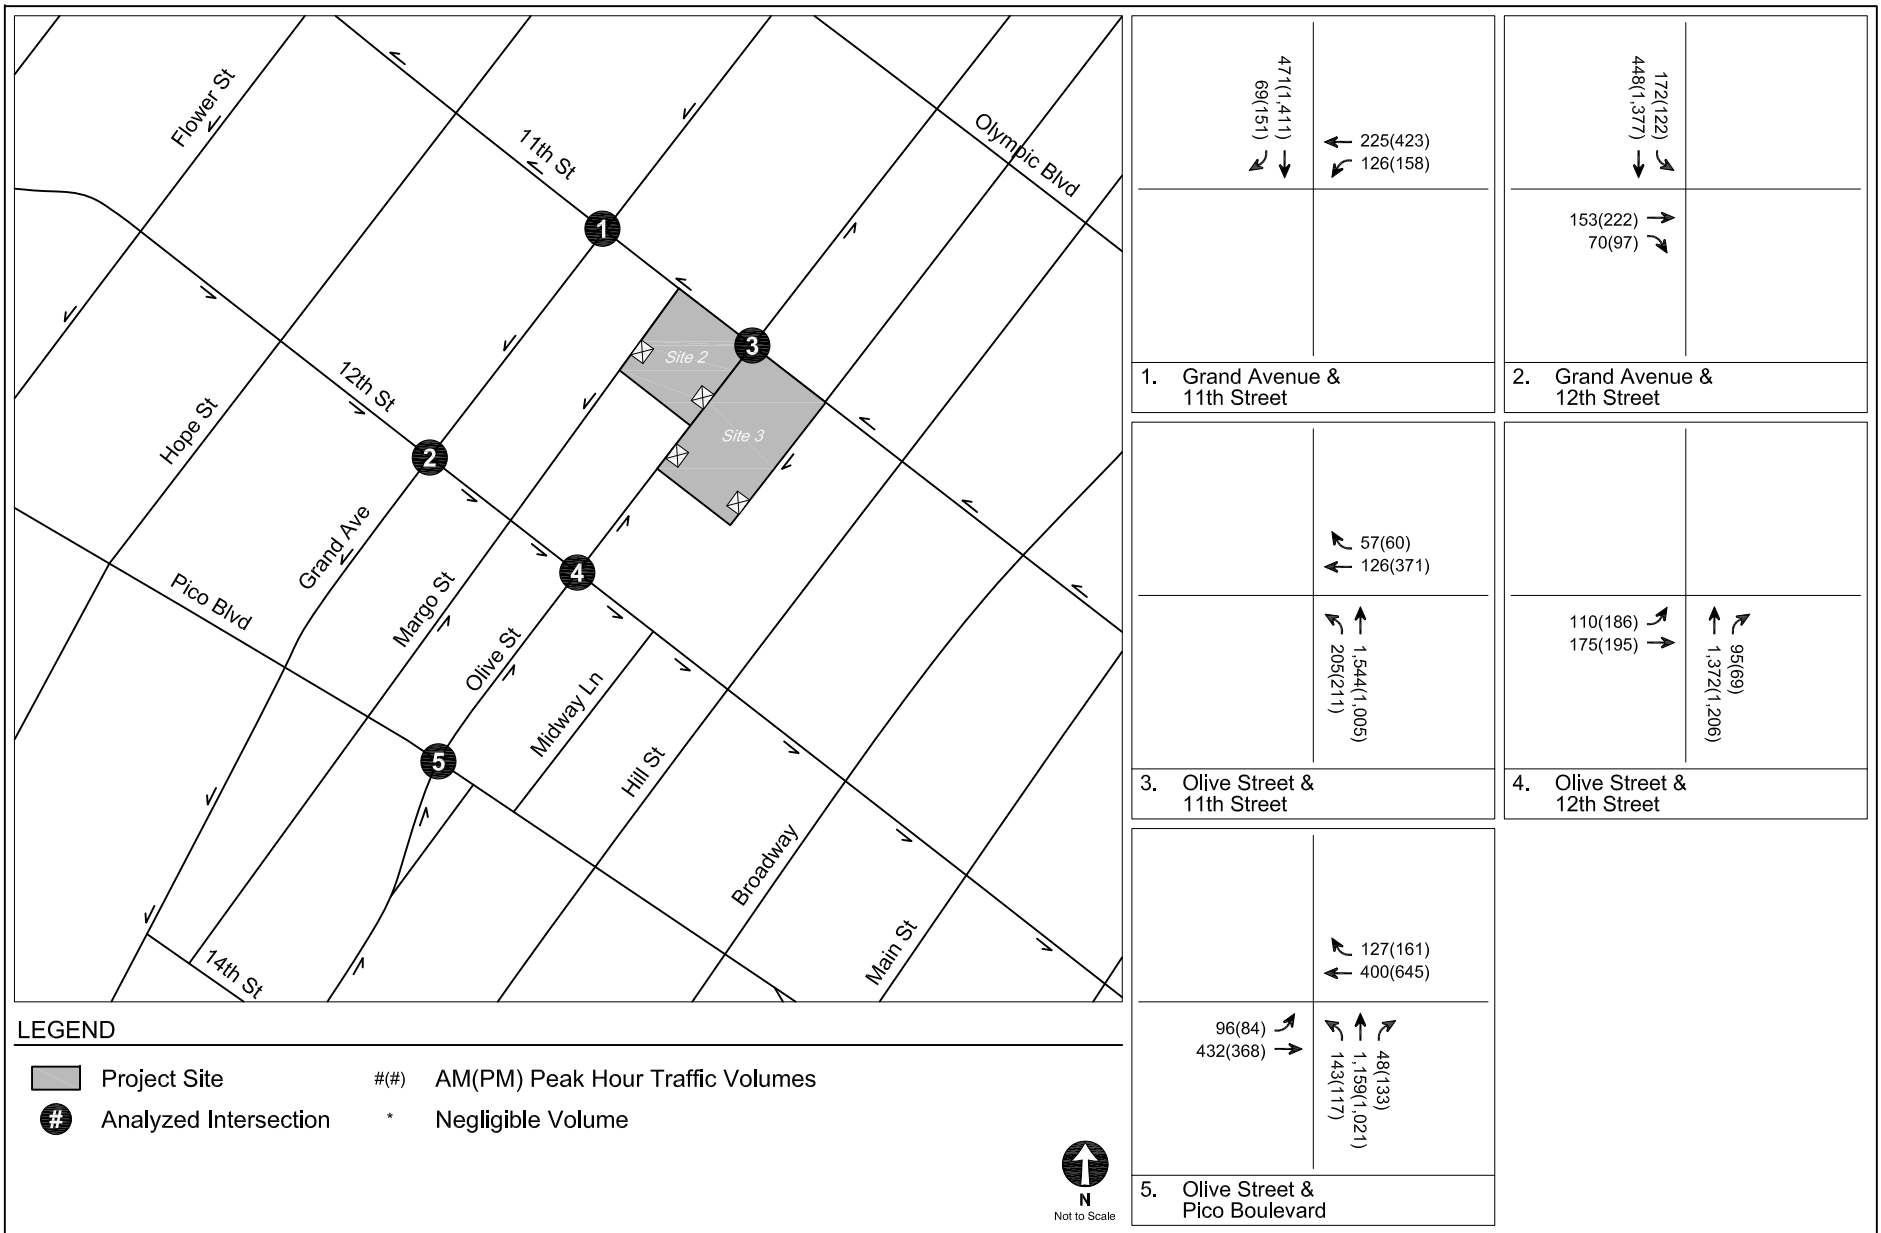 Flower St
11th St
Olympic Blvd
1
Site 2
3
Site 3
12th St
Hope St
2
Grand Ave
Pico Blvd
Margo St
4
Olive St
Midway Ln
5
Hill St
Broadway
Main St
14th St
471(1,411)
69(151)
225(423)
126(158)
1. Grand Avenue &
11th Street
172(122)
448(1,377)
153(222)
70(97)
2. Grand Avenue &
12th Street
57(60)
126(371)
205(211)
1,544(1,005)
3. Olive Street &
11th Street
110(186)
175(195)
1,372(1,206)
95(69)
4. Olive Street &
12th Street
127(161)
400(645)
96(84)
432(368)
143(117)
1,159(1,021)
48(133)
5. Olive Street &
Pico Boulevard
LEGEND
Project Site
#(#) AM(PM) Peak Hour Traffic Volumes
# Analyzed Intersection
* Negligible Volume
N
Not to Scale